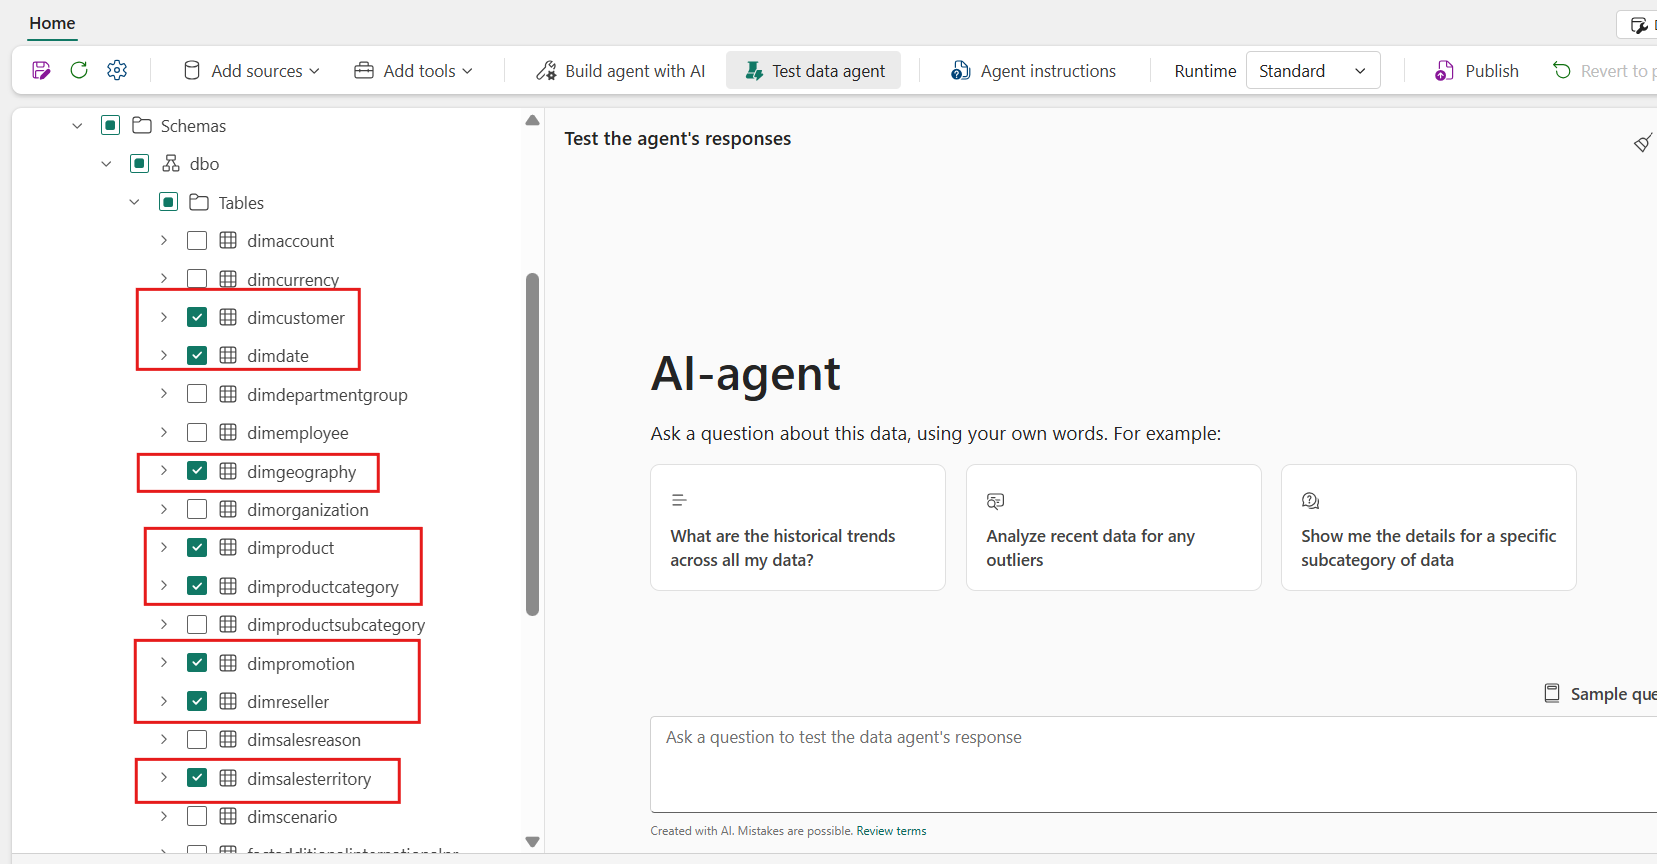 Home
Add sources
Add tools
Build agent with AI
Test data agent
Agent instructions
Runtime
Standard
Publish
Revert to
Schemas
dbo
Tables
dimaccount
dimcurrency
dimcustomer
dimdate
dimdepartmentgroup
dimemployee
dimgeography
dimorganization
dimproduct
dimproductcategory
dimproductsubcategory
dimpromotion
dimreseller
dimsalesreason
dimsalesterritory
dimscenario
Test the agent's responses
AI-agent
Ask a question about this data, using your own words. For example:
What are the historical trends
across all my data?
Analyze recent data for any
outliers
Show me the details for a specific
subcategory of data
Sample
Ask a question to test the data agent's response
Created with AI. Mistakes are possible. Review terms